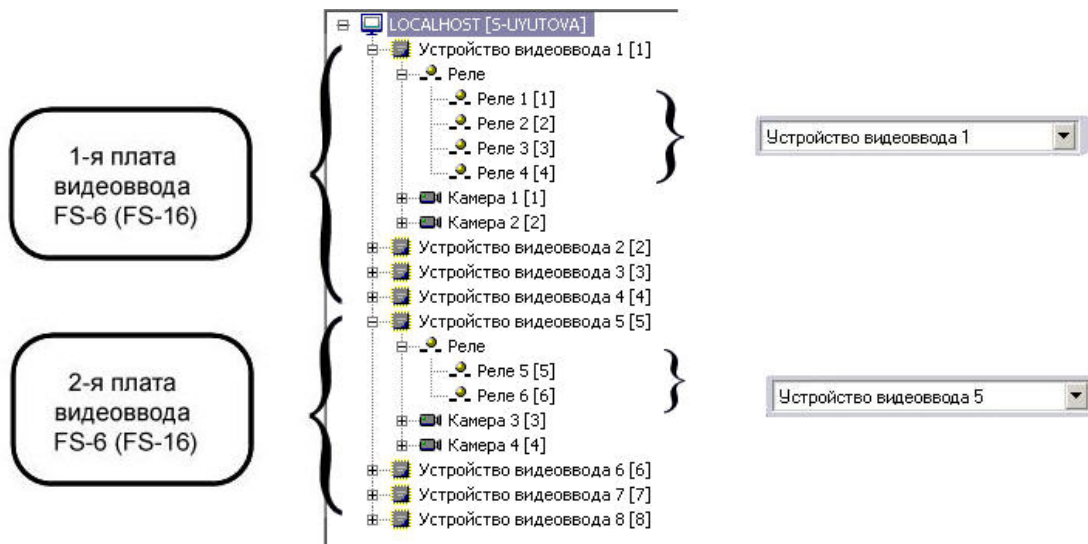 LOCALHOST [S-UYUTOVA]
Устройство видеоввода 1 [1]
Реле
Реле 1 [1]
Реле 2 [2]
Реле 3 [3]
Реле 4 [4]
Камера 1 [1]
Камера 2 [2]
Устройство видеоввода 2 [2]
Устройство видеоввода 3 [3]
Устройство видеоввода 4 [4]
Устройство видеоввода 5 [5]
Реле
Реле 5 [5]
Реле 6 [6]
Камера 3 [3]
Камера 4 [4]
Устройство видеоввода 6 [6]
Устройство видеоввода 7 [7]
Устройство видеоввода 8 [8]
1-я плата
видеоввода
FS-6 (FS-16)
2-я плата
видеоввода
FS-6 (FS-16)
Устройство видеоввода 1
Устройство видеоввода 5